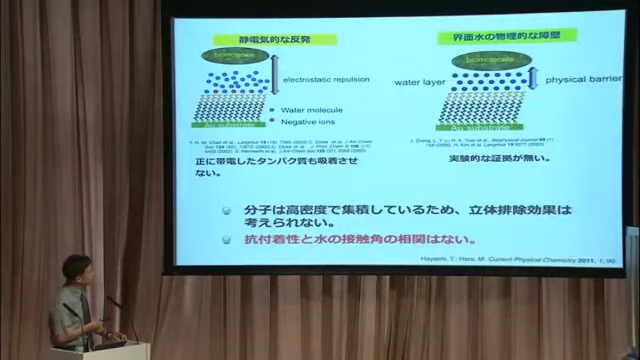 静電気的な反発
biomolecule
electrostatic repulsion
Water molecule
Negative ions
Au substrate
正に帯電したタンパク質も吸着させ
ない。
界面水の物理的な障壁
biomolecule
water layer
physical barrier
Au substrate
実験的な証拠が無い。
分子は高密度で集積しているため、立体排除効果は
考えられない。
抗付着性と水の接触角の相関はない。
Hayashi, T.; Hara, M. Current Physical Chemistry 2011, 1, 90.